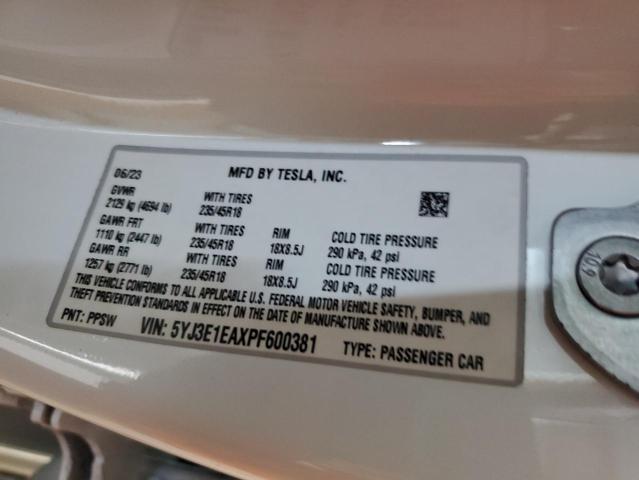 06/23 MFD BY TESLA, INC.
GVWR WITH TIRES
2129 kg (4694 lb) 235/45R18
GAWR FRT WITH TIRES RIM COLD TIRE PRESSURE
1110 kg (2447 lb) 235/45R18 18X8.5J 290 kPa, 42 psi
GAWR RR WITH TIRES RIM COLD TIRE PRESSURE
1257 kg (2771 lb) 235/45R18 18X8.5J 290 kPa, 42 psi
THIS VEHICLE CONFORMS TO ALL APPLICABLE U.S. FEDERAL MOTOR VEHICLE SAFETY, BUMPER, AND
THEFT PREVENTION STANDARDS IN EFFECT ON THE DATE OF MANUFACTURE SHOWN ABOVE.
PNT: PPSW VIN: 5YJ3E1EAXPF600381 TYPE: PASSENGER CAR
10.9